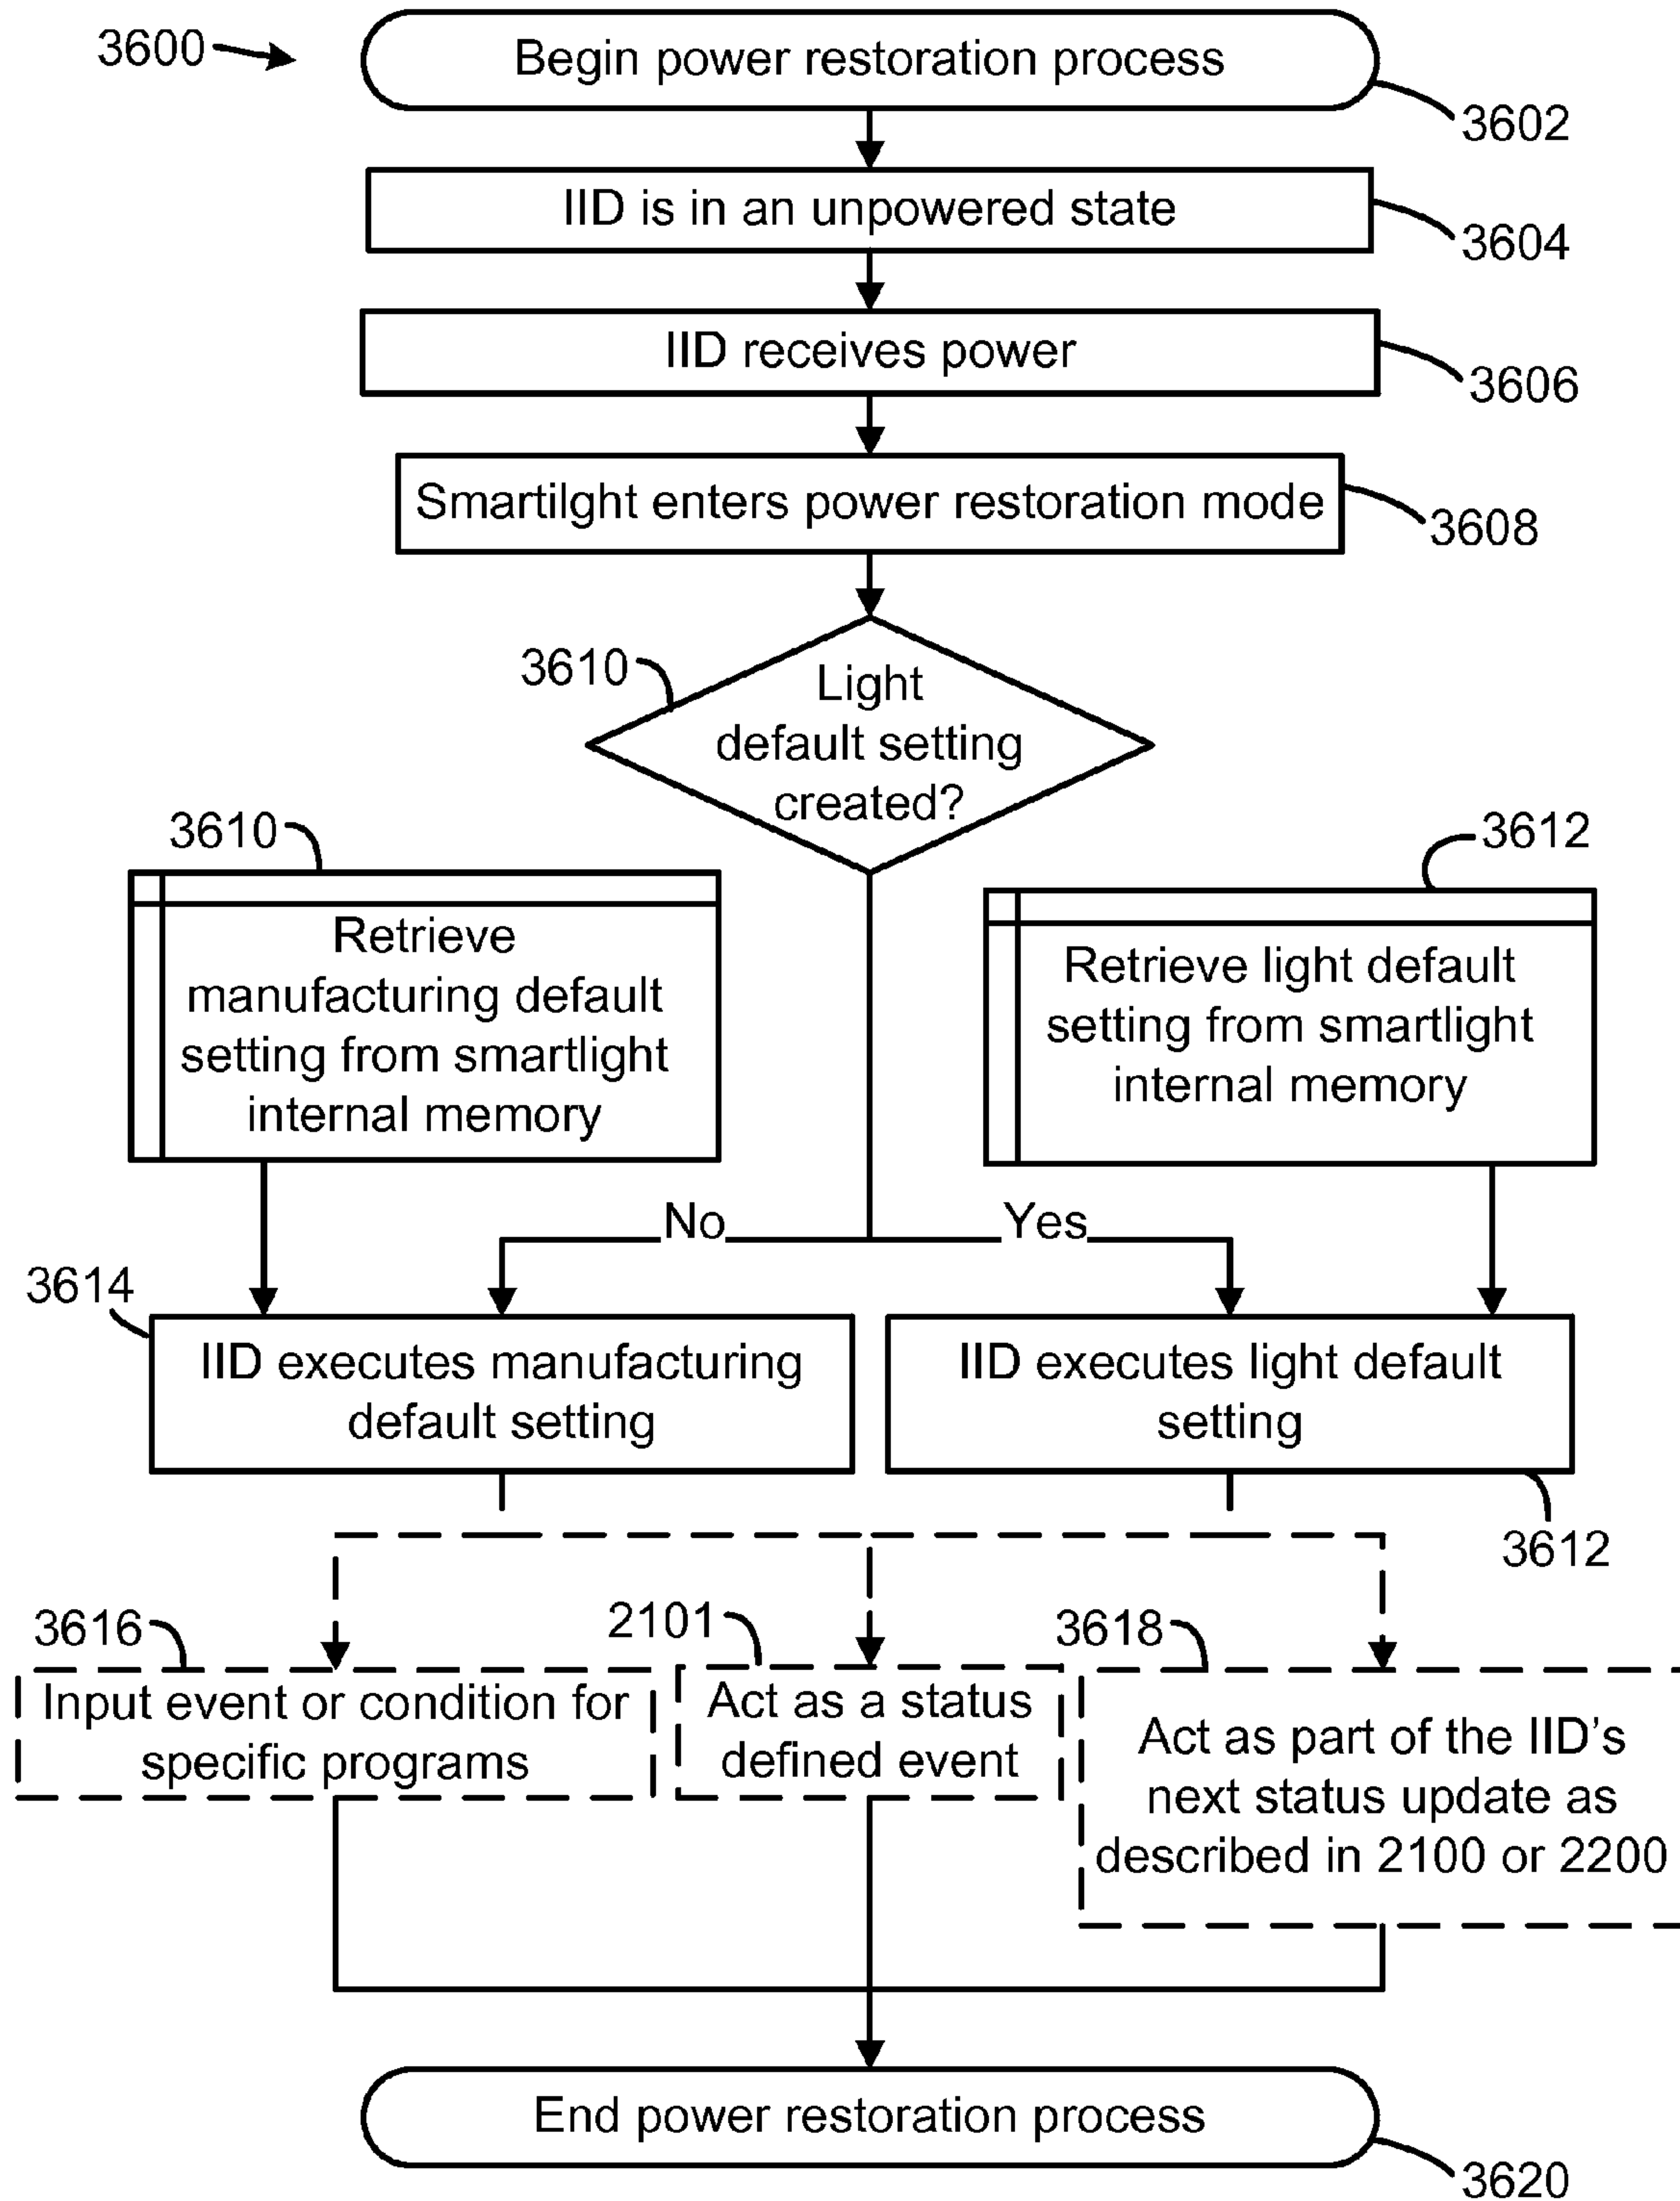 3600
Begin power restoration process
3602
IID is in an unpowered state
3604
IID receives power
3606
Smartilght enters power restoration mode
3608
3610
Light
default setting
created?
3610
Retrieve
manufacturing default
setting from smartlight
internal memory
3612
Retrieve light default
setting from smartlight
internal memory
No
Yes
3614
IID executes manufacturing
default setting
IID executes light default
setting
3612
3616
Input event or condition for
specific programs
2101
Act as a status
defined event
3618
Act as part of the IID's
next status update as
described in 2100 or 2200
End power restoration process
3620